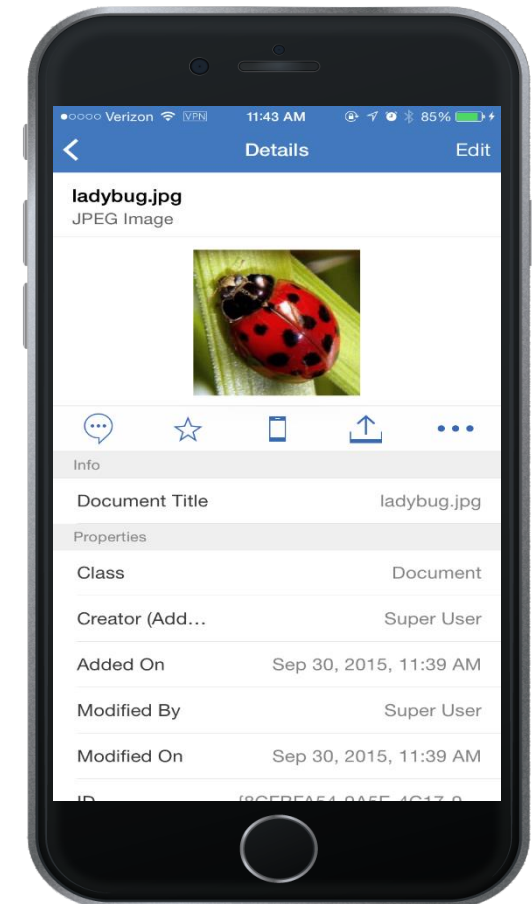 Verizon VPN 11:43 AM 85%
Details Edit
ladybug.jpg
JPEG Image
Info
Document Title ladybug.jpg
Properties
Class Document
Creator (Add... Super User
Added On Sep 30, 2015, 11:39 AM
Modified By Super User
Modified On Sep 30, 2015, 11:39 AM
ID